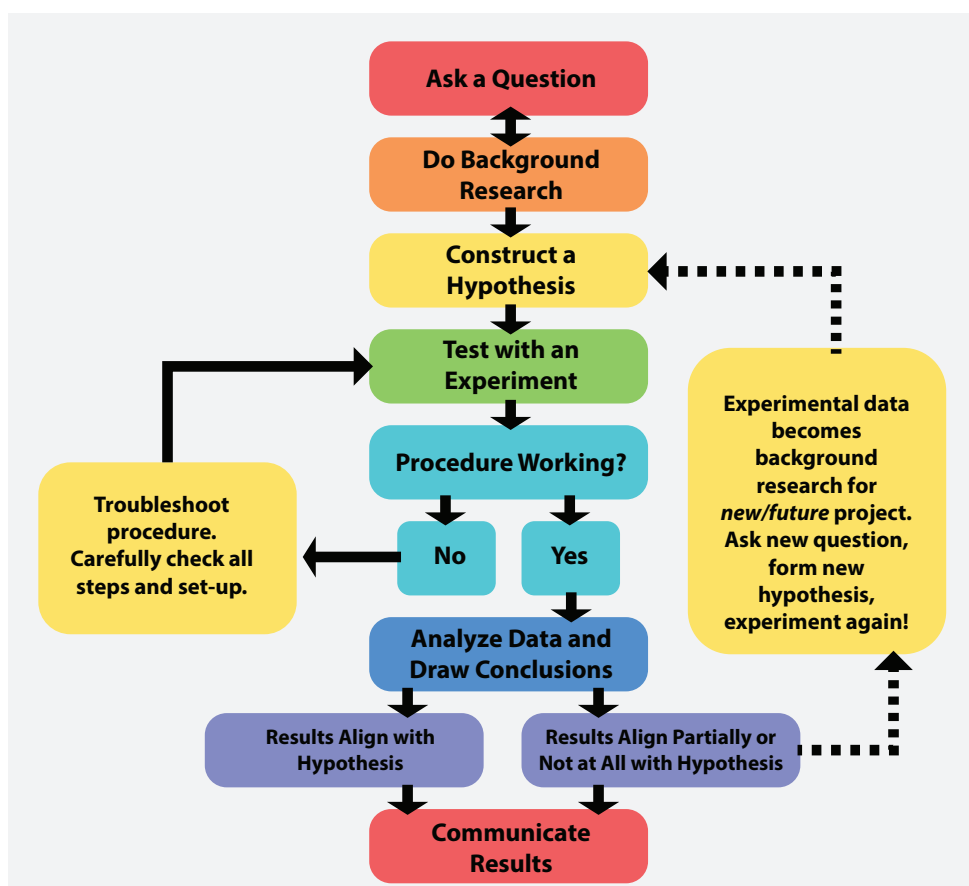 Ask a Question
Do Background
Research
Construct a
Hypothesis
Test with an
Experiment
Procedure Working?
No
Yes
Troubleshoot
procedure.
Carefully check all
steps and set-up.
Experimental data
becomes
background
research for
new/future project.
Ask new question,
form new
hypothesis,
experiment again!
Analyze Data and
Draw Conclusions
Results Align with
Hypothesis
Results Align Partially or
Not at All with Hypothesis
Communicate
Results